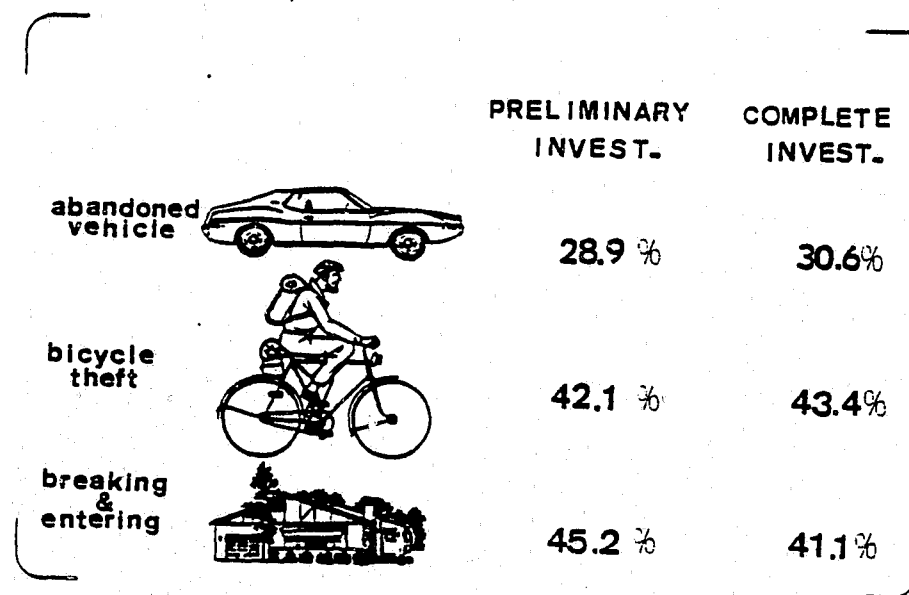 PRELIMINARY COMPLETE
INVEST. INVEST.
abandoned
vehicle
28.9 % 30.6%
bicycle
theft
42.1 % 43.4%
breaking
&
entering
45.2 % 41.1%